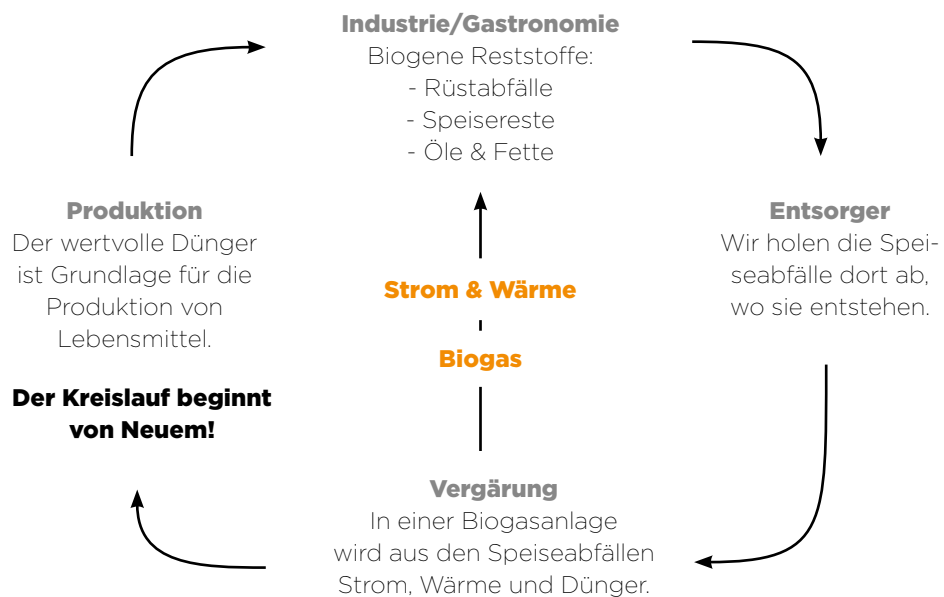 Industrie/Gastronomie
Biogene Reststoffe:
- Rüstabfälle
- Speisereste
- Öle & Fette
Entsorger
Wir holen die Spei-
seabfälle dort ab,
wo sie entstehen.
Vergärung
In einer Biogasanlage
wird aus den Speiseabfällen
Strom, Wärme und Dünger.
Biogas
Strom & Wärme
Produktion
Der wertvolle Dünger
ist Grundlage für die
Produktion von
Lebensmittel.
Der Kreislauf beginnt
von Neuem!